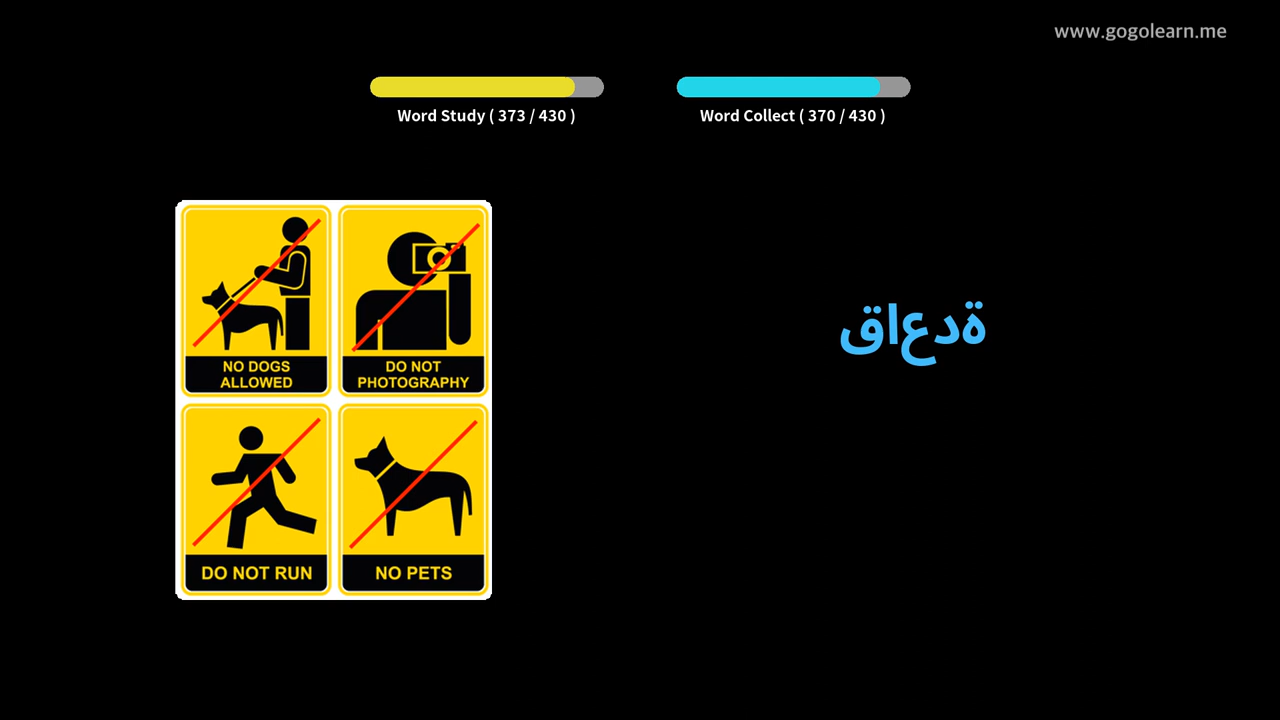 www.gogolearn.me
Word Study ( 373 / 430 )
Word Collect ( 370 / 430 )
NO DOGS
ALLOWED
DO NOT
PHOTOGRAPHY
قاعدة
DO NOT RUN
NO PETS